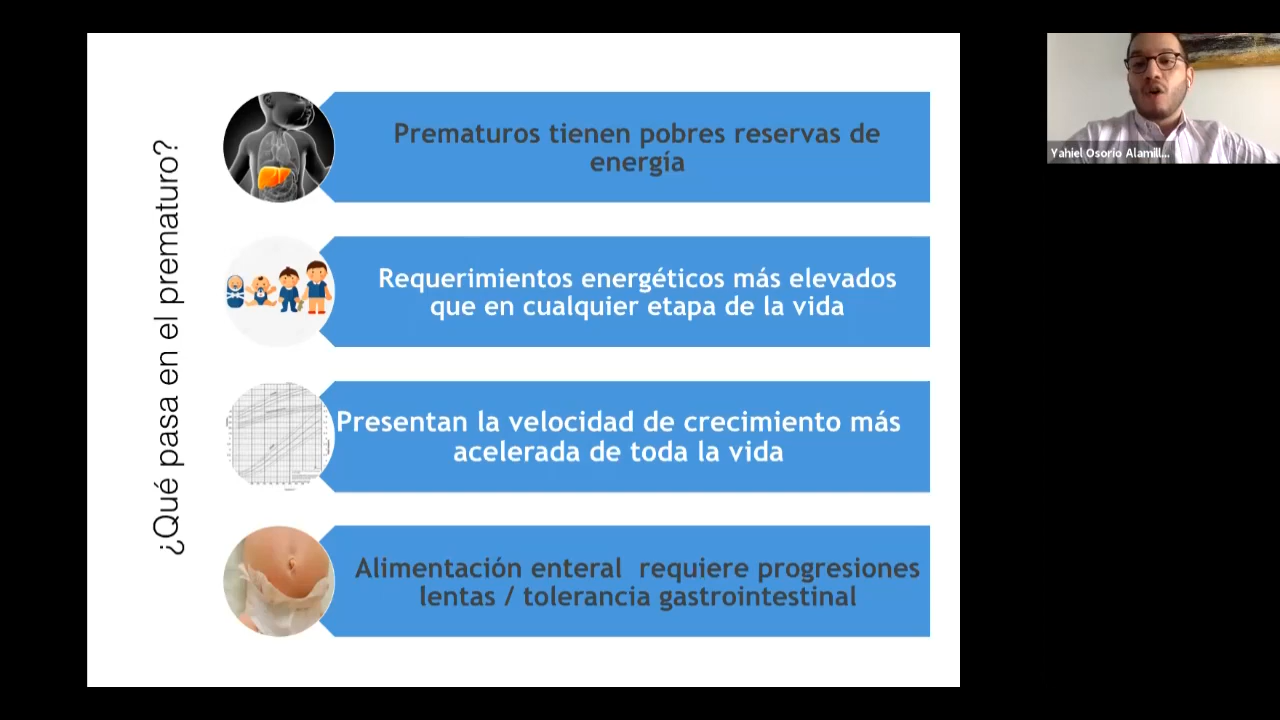 ¿Qué pasa en el prematuro?
Prematuros tienen pobres reservas de
energía
Requerimientos energéticos más elevados
que en cualquier etapa de la vida
Presentan la velocidad de crecimiento más
acelerada de toda la vida
Alimentación enteral requiere progresiones
lentas / tolerancia gastrointestinal
Yahiel Osorio Alamill...